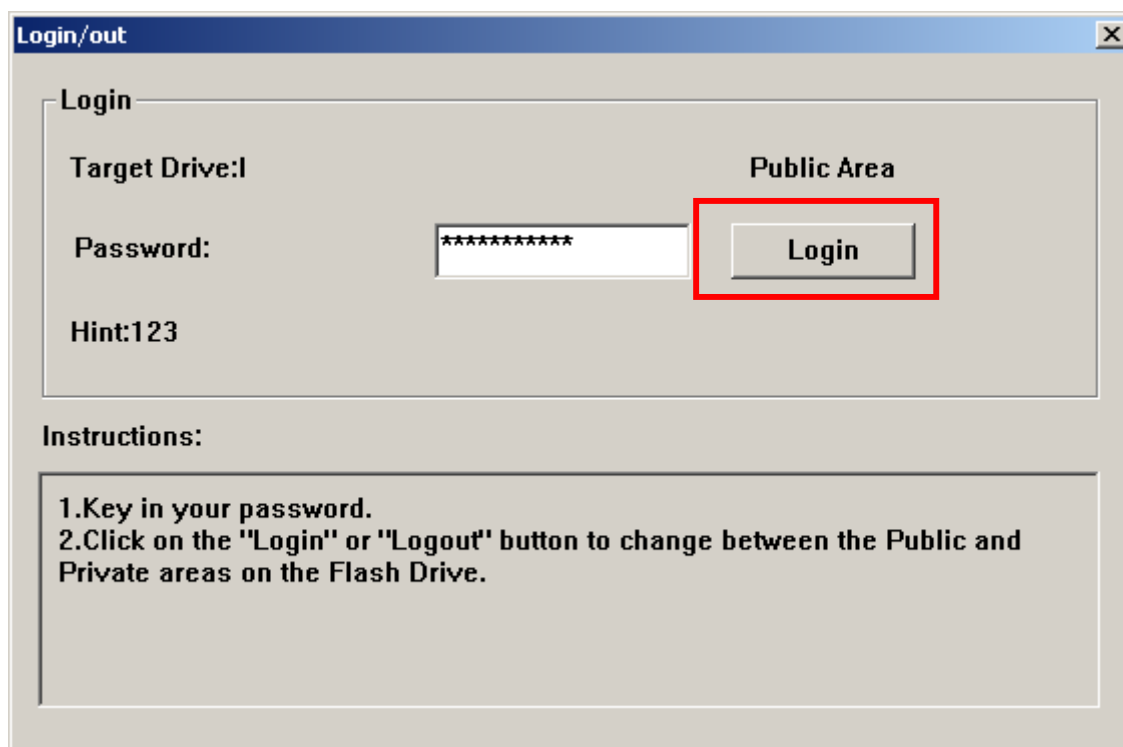 Login/out
Login
Target Drive:I
Public Area
Password:
***********
Login
Hint:123
Instructions:
1.Key in your password.
2.Click on the "Login" or "Logout" button to change between the Public and
Private areas on the Flash Drive.